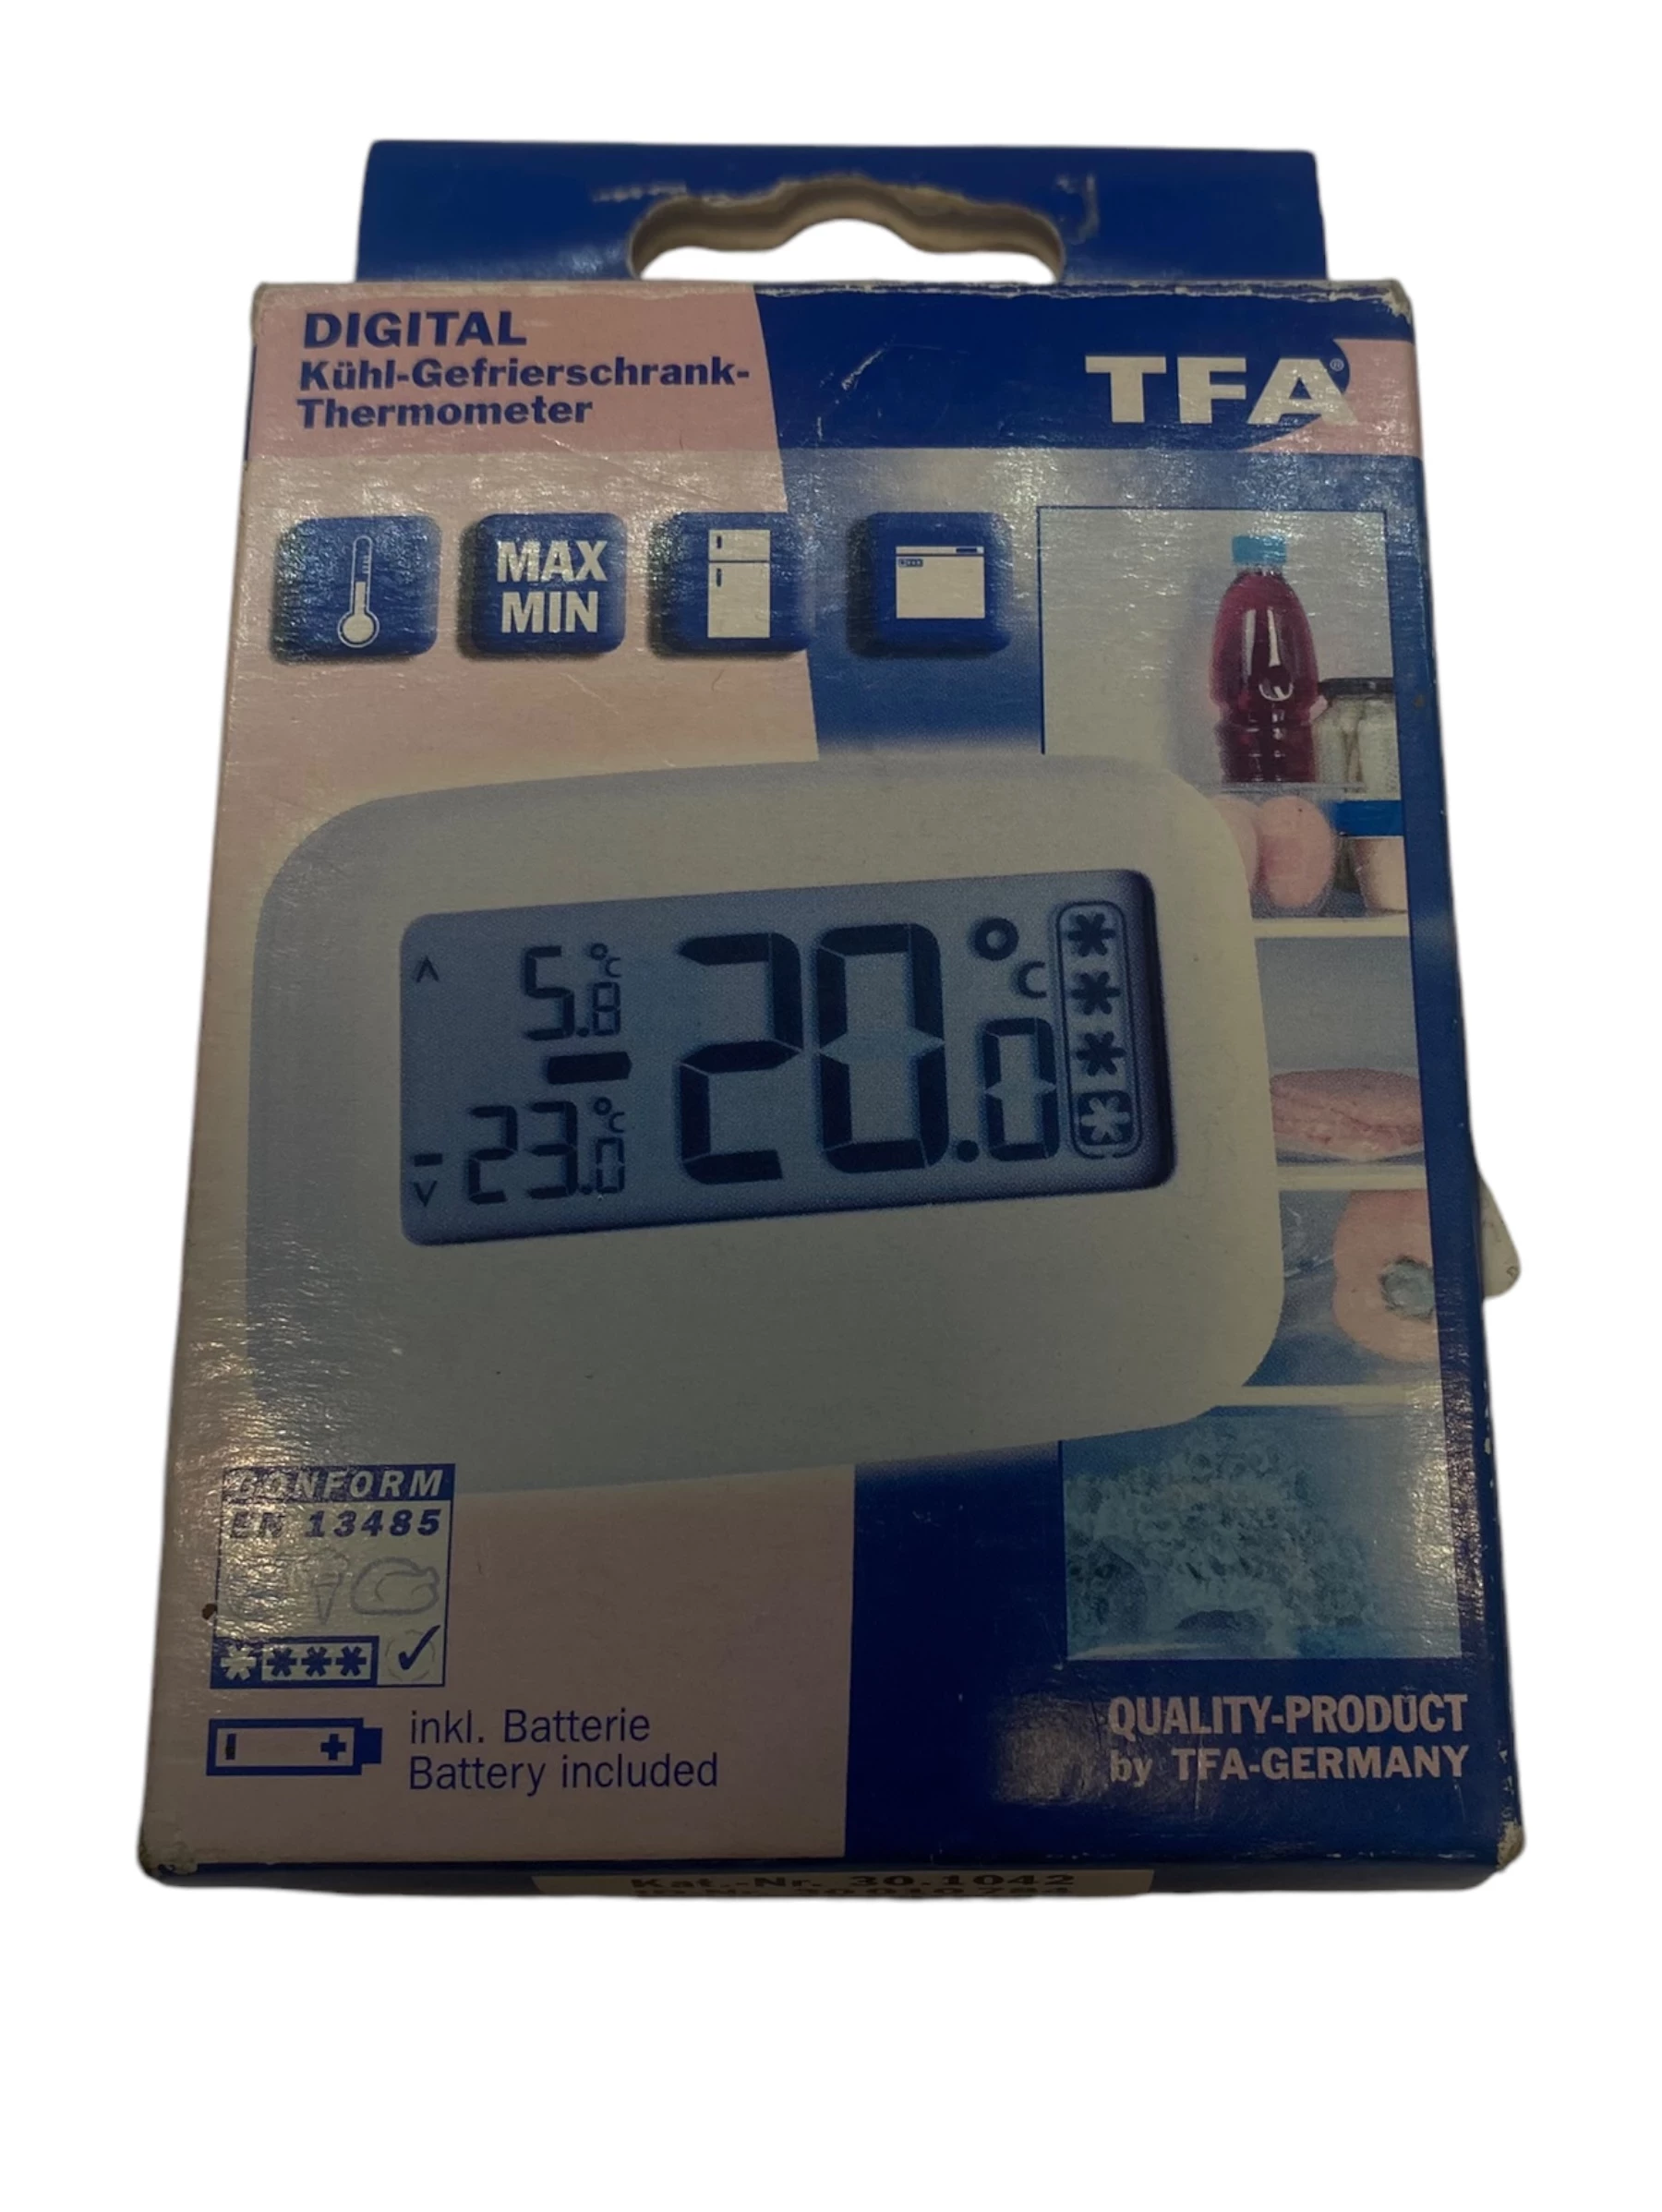 DIGITAL
Kühl-Gefrierschrank-
Thermometer
TFA®
MAX
MIN
5.8 °C
-23.0 °C
-20.0 °C
CONFORM
EN 13485
inkl. Batterie
Battery included
QUALITY-PRODUCT
by TFA-GERMANY
Kat.-Nr. 30.1042